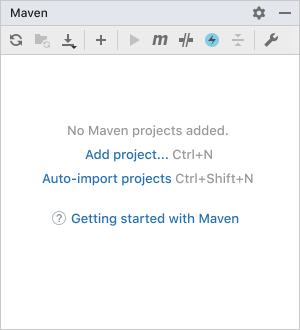 Maven
m
No Maven projects added.
Add project... Ctrl+N
Auto-import projects Ctrl+Shift+N
? Getting started with Maven